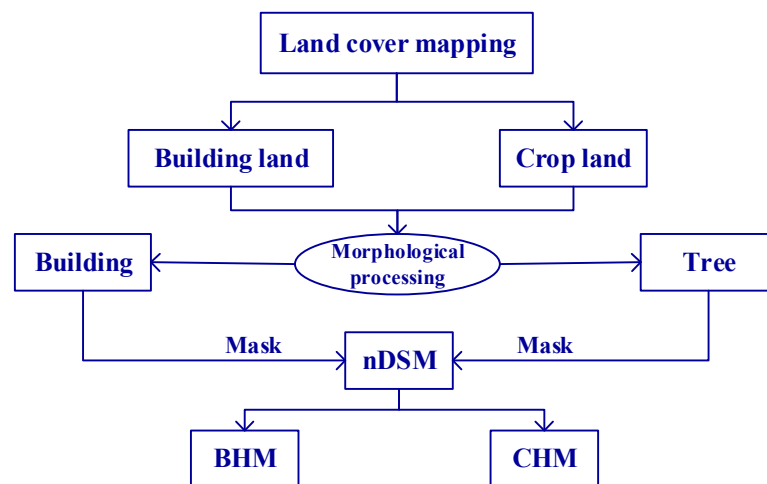 Land cover mapping
Building land
Crop land
Building
Morphological
processing
Tree
Mask
Mask
nDSM
BHM
CHM